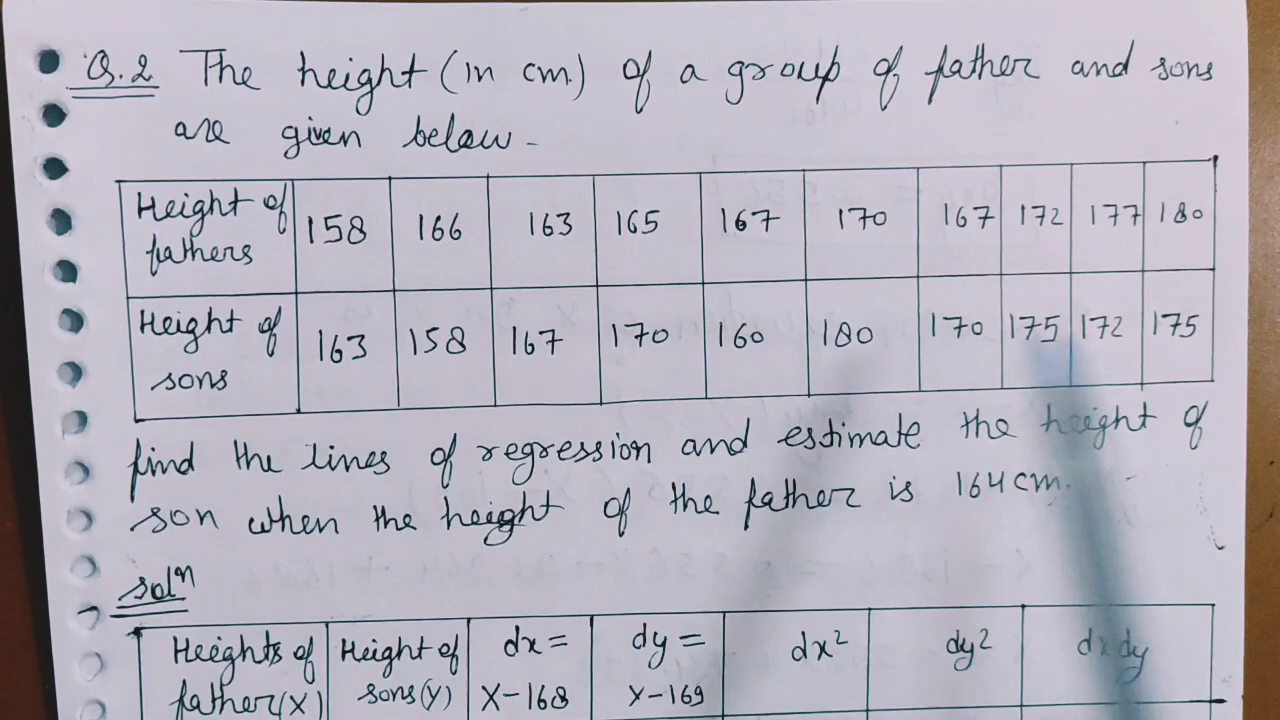 Q.2 The height (in cm.) of a group of father and sons
are given below -
Height of fathers 158 166 163 165 167 170 167 172 177 180
Height of sons 163 158 167 170 160 180 170 175 172 175
find the lines of regression and estimate the height of
son when the height of the father is 164 cm.
solⁿ
Heights of Height of dx = dy = dx² dy² dxdy
father(X) sons(Y) X-168 Y-169